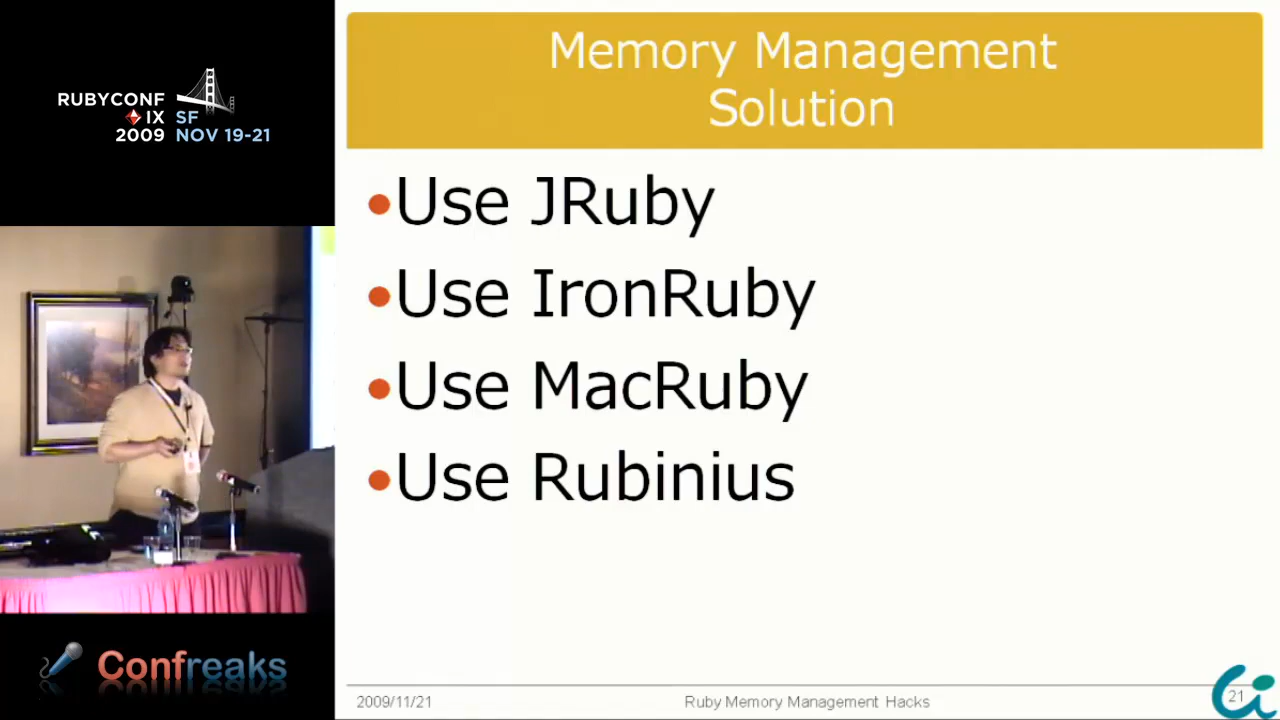 RUBYCONF
IX SF
2009 NOV 19-21
Memory Management
Solution
•Use JRuby
•Use IronRuby
•Use MacRuby
•Use Rubinius
Confreaks
2009/11/21
Ruby Memory Management Hacks
21